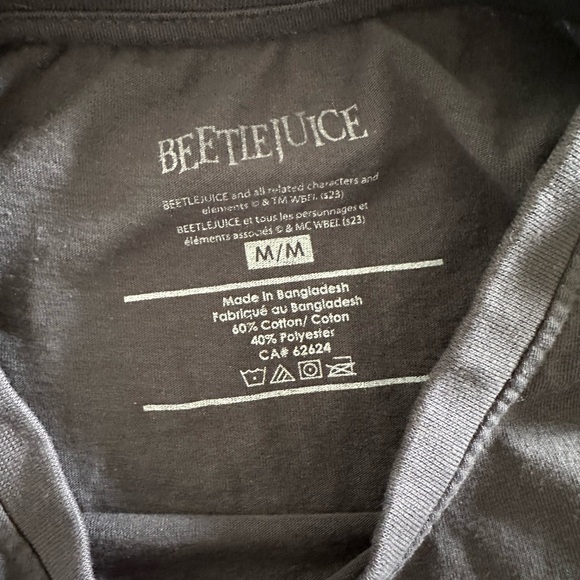 BEETLEJUICE
BEETLEJUICE and all related characters and
elements © & TM WBEI. (s23)
BEETLEJUICE et tous les personnages et
éléments associés © & MC WBEI. (s23)
M/M
Made in Bangladesh
Fabriqué au Bangladesh
60% Cotton/ Coton
40% Polyester
CA# 62624